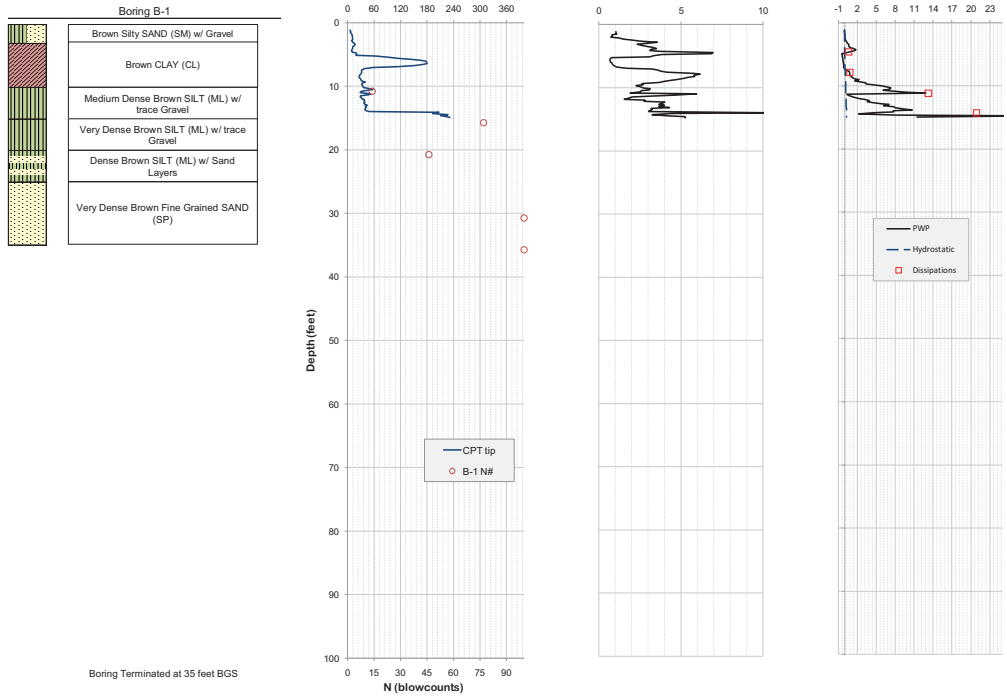 Boring B-1
Brown Silty SAND (SM) w/ Gravel
Brown CLAY (CL)
Medium Dense Brown SILT (ML) w/
trace Gravel
Very Dense Brown SILT (ML) w/ trace
Gravel
Dense Brown SILT (ML) w/ Sand
Layers
Very Dense Brown Fine Grained SAND
(SP)
Boring Terminated at 35 feet BGS
0 60 120 180 240 300 360
Depth (feet)
0
10
20
30
40
50
60
70
80
90
100
CPT tip
B-1 N#
0 15 30 45 60 75 90
N (blowcounts)
0 5 10
-1 2 5 8 11 14 17 20 23
PWP
Hydrostatic
Dissipations